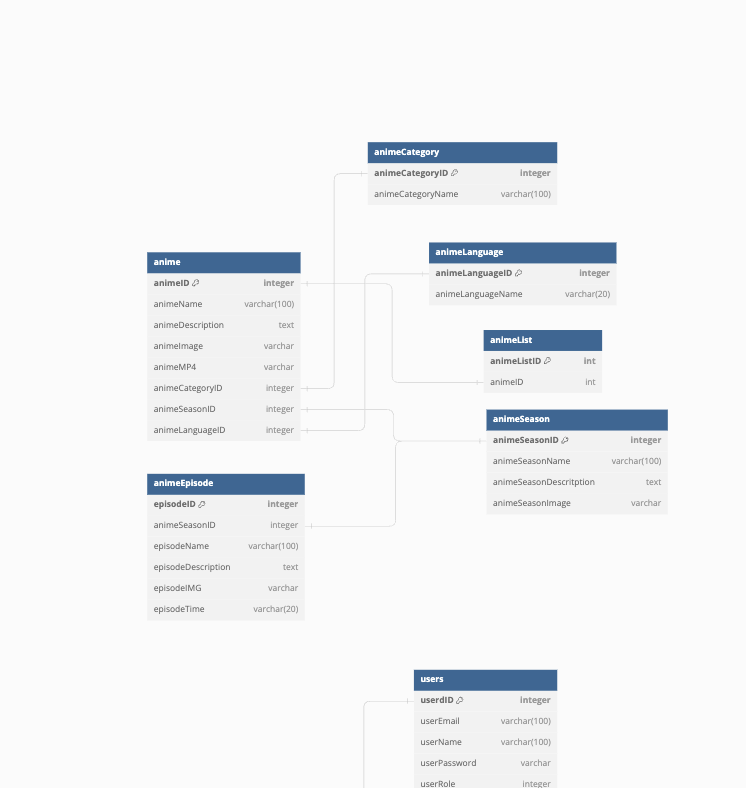 animeCategory
animeCategoryID integer
animeCategoryName varchar(100)
anime
animeID integer
animeName varchar(100)
animeDescription text
animeImage varchar
animeMP4 varchar
animeCategoryID integer
animeSeasonID integer
animeLanguageID integer
animeLanguage
animeLanguageID integer
animeLanguageName varchar(20)
animeList
animeListID int
animeID int
animeSeason
animeSeasonID integer
animeSeasonName varchar(100)
animeSeasonDescritption text
animeSeasonImage varchar
animeEpisode
episodeID integer
animeSeasonID integer
episodeName varchar(100)
episodeDescription text
episodeIMG varchar
episodeTime varchar(20)
users
userdID integer
userEmail varchar(100)
userName varchar(100)
userPassword varchar
userRole integer